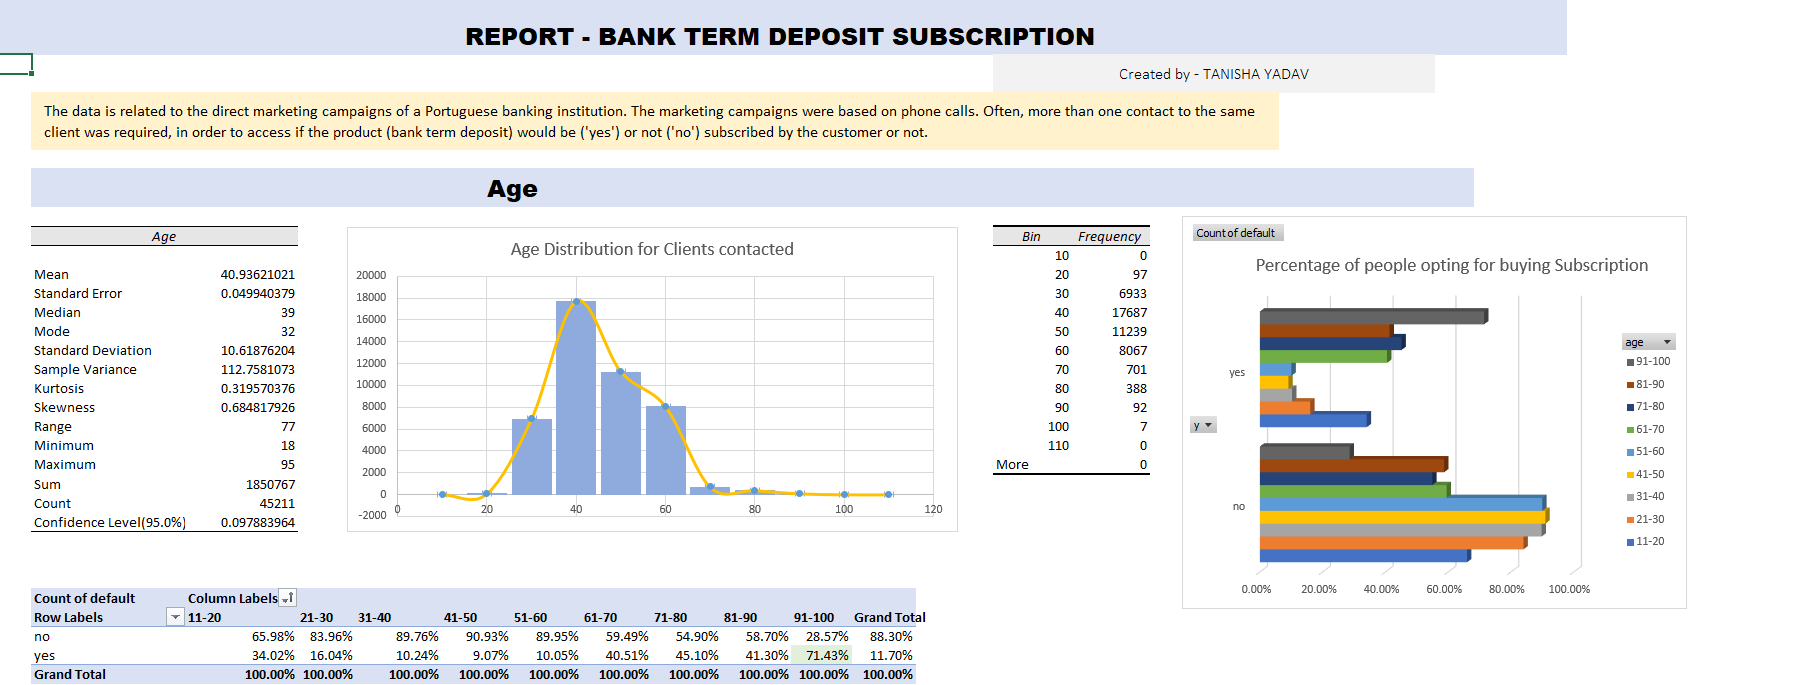 REPORT - BANK TERM DEPOSIT SUBSCRIPTION
Created by - TANISHA YADAV
The data is related to the direct marketing campaigns of a Portuguese banking institution. The marketing campaigns were based on phone calls. Often, more than one contact to the same
client was required, in order to access if the product (bank term deposit) would be ('yes') or not ('no') subscribed by the customer or not.
Age
Age
Mean 40.93621021
Standard Error 0.049940379
Median 39
Mode 32
Standard Deviation 10.61876204
Sample Variance 112.7581073
Kurtosis 0.319570376
Skewness 0.684817926
Range 77
Minimum 18
Maximum 95
Sum 1850767
Count 45211
Confidence Level(95.0%) 0.097883964
Age Distribution for Clients contacted
20000
18000
16000
14000
12000
10000
8000
6000
4000
2000
0
-2000
0 20 40 60 80 100 120
Bin Frequency
10 0
20 97
30 6933
40 17687
50 11239
60 8067
70 701
80 388
90 92
100 7
110 0
More 0
Count of default
Percentage of people opting for buying Subscription
yes
y
no
0.00% 20.00% 40.00% 60.00% 80.00% 100.00%
age
91-100
81-90
71-80
61-70
51-60
41-50
31-40
21-30
11-20
Count of default Column Labels
Row Labels 11-20 21-30 31-40 41-50 51-60 61-70 71-80 81-90 91-100 Grand Total
no 65.98% 83.96% 89.76% 90.93% 89.95% 59.49% 54.90% 58.70% 28.57% 88.30%
yes 34.02% 16.04% 10.24% 9.07% 10.05% 40.51% 45.10% 41.30% 71.43% 11.70%
Grand Total 100.00% 100.00% 100.00% 100.00% 100.00% 100.00% 100.00% 100.00% 100.00% 100.00%